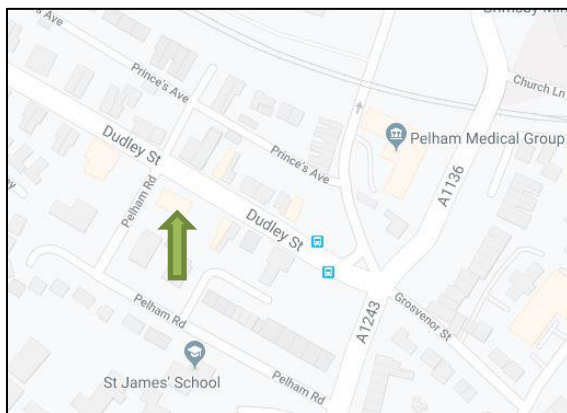 Prince's Ave
Church Ln
Dudley St
Pelham Medical Group
Prince's Ave
A1136
Pelham Rd
Dudley St
Pelham Rd
Grosvenor St
A1243
St James' School
Pelham Rd